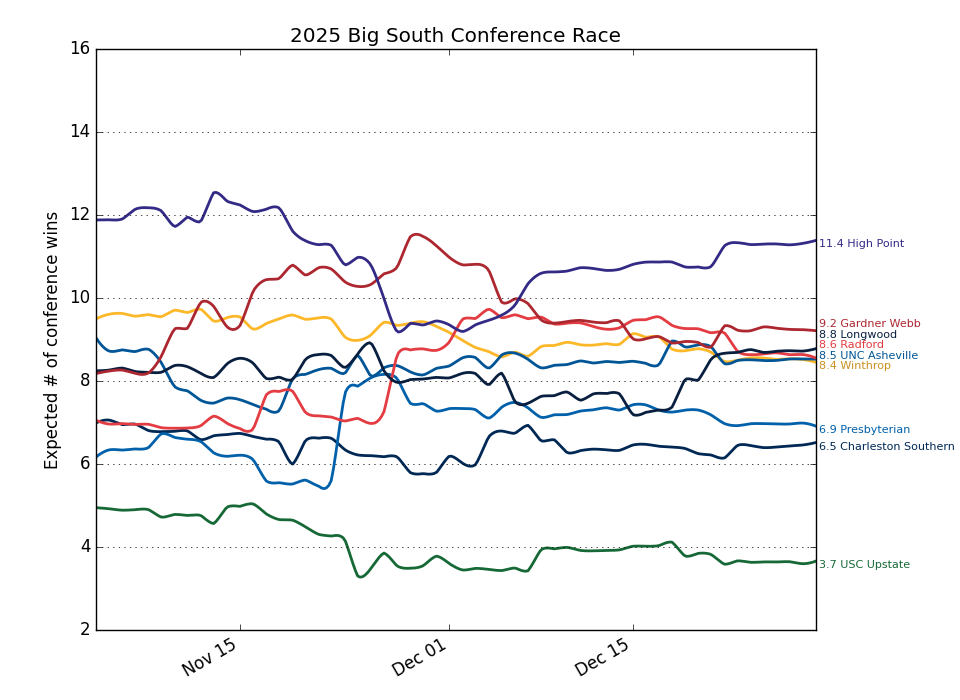 2025 Big South Conference Race
Expected # of conference wins
16
14
12
10
8
6
4
2
Nov 15
Dec 01
Dec 15
11.4 High Point
9.2 Gardner Webb
8.8 Longwood
8.6 Radford
8.5 UNC Asheville
8.4 Winthrop
6.9 Presbyterian
6.5 Charleston Southern
3.7 USC Upstate